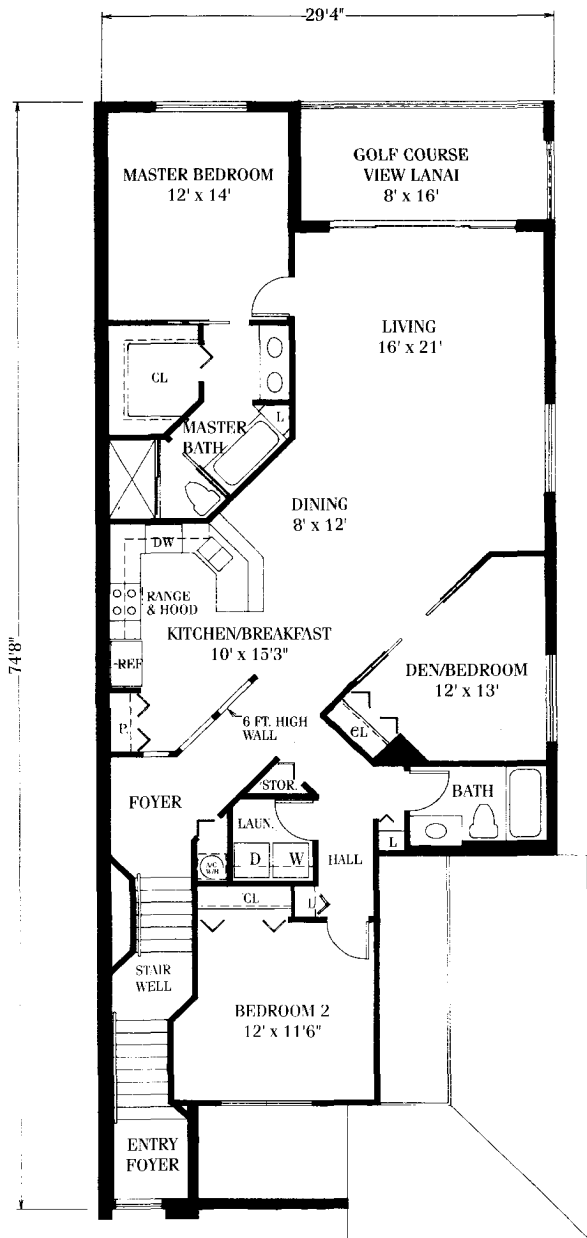 29'4"
MASTER BEDROOM
12' x 14'
GOLF COURSE
VIEW LANAI
8' x 16'
LIVING
16' x 21'
CL
L
MASTER
BATH
DINING
8' x 12'
DW
RANGE
& HOOD
KITCHEN/BREAKFAST
10' x 15'3"
REF
74'8"
DEN/BEDROOM
12' x 13'
6 FT. HIGH
WALL
P
CL
FOYER
STOR.
BATH
LAUN.
D
W
L
HALL
A/C
W/H
CL
L
STAIR
WELL
BEDROOM 2
12' x 11'6"
ENTRY
FOYER